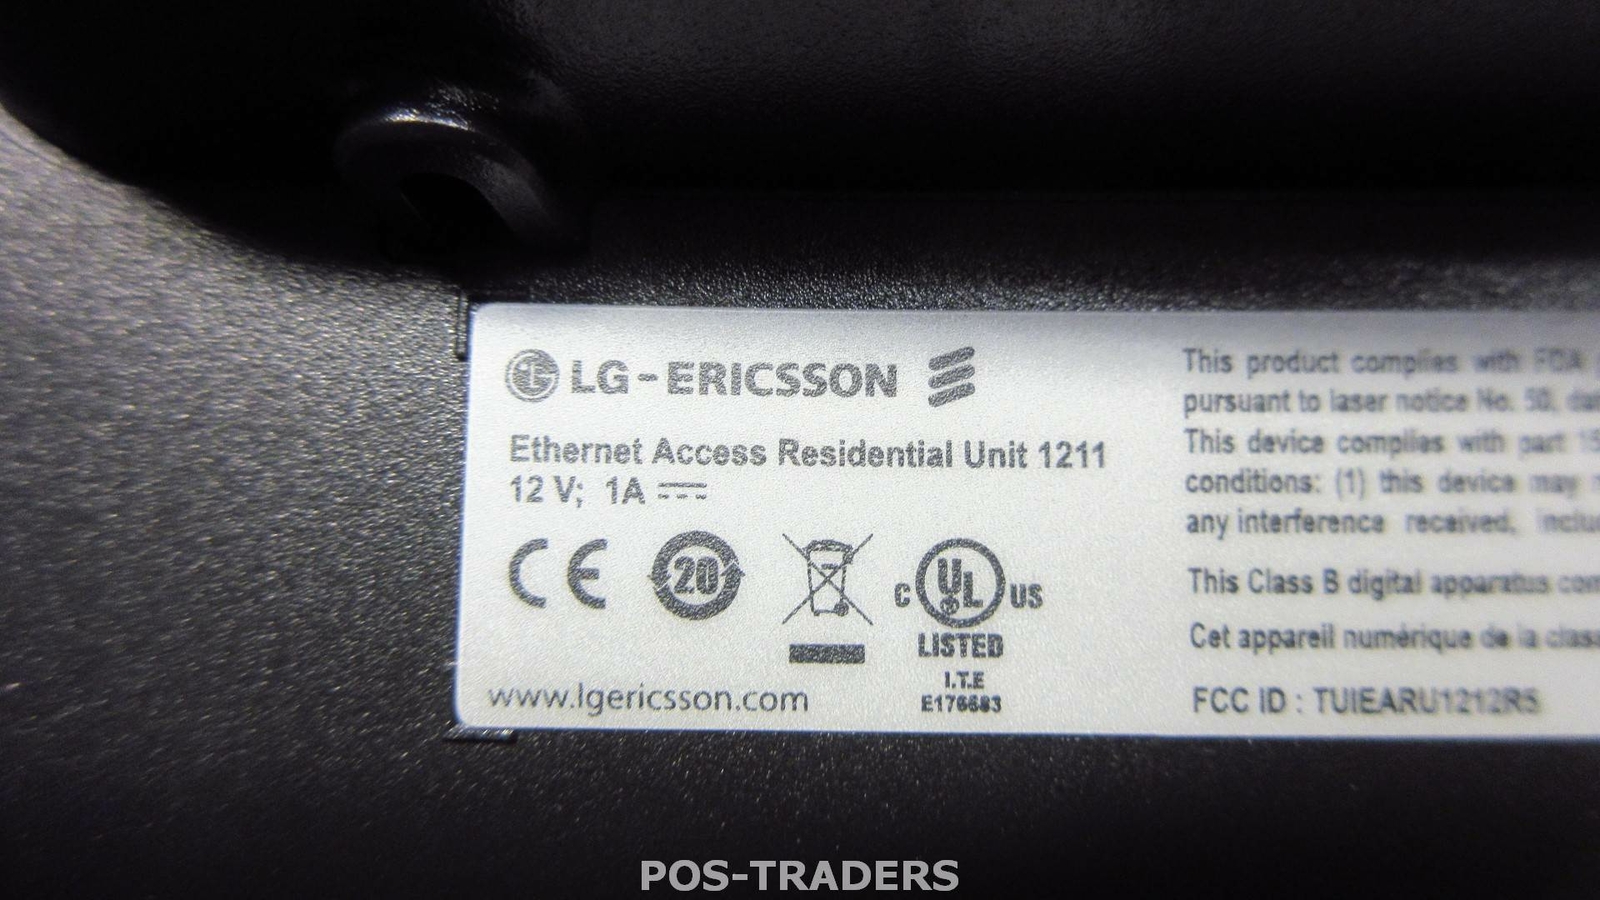 LG-ERICSSON
Ethernet Access Residential Unit 1211
12 V; 1A
CE
20
C UL US
LISTED
I.T.E
E176683
www.lgericsson.com
This product complies with FDA
pursuant to laser notice No. 50,
This device complies with part 15
conditions: (1) this device may
any interference received,
This Class B digital apparatus
Cet appareil numérique de la
FCC ID : TUIEARU1212R5
POS-TRADERS